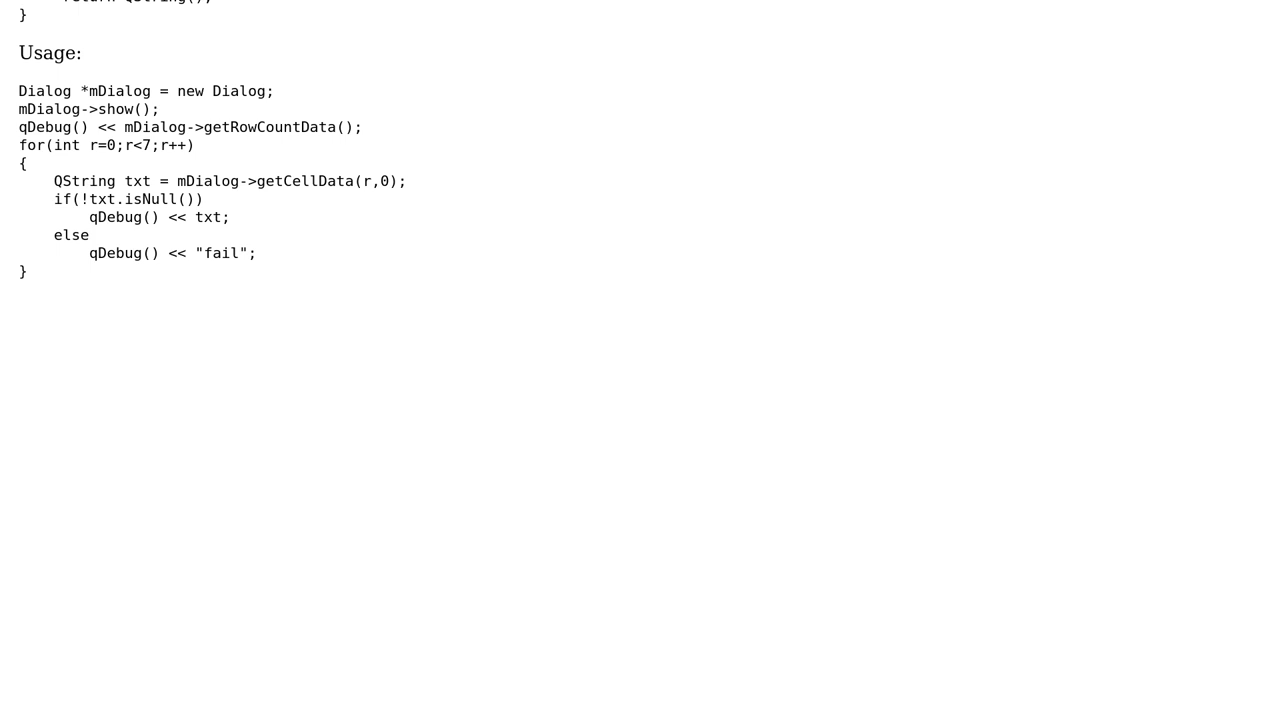 }
Usage:
Dialog *mDialog = new Dialog;
mDialog->show();
qDebug() << mDialog->getRowCountData();
for(int r=0;r<7;r++)
{
    QString txt = mDialog->getCellData(r,0);
    if(!txt.isNull())
        qDebug() << txt;
    else
        qDebug() << "fail";
}